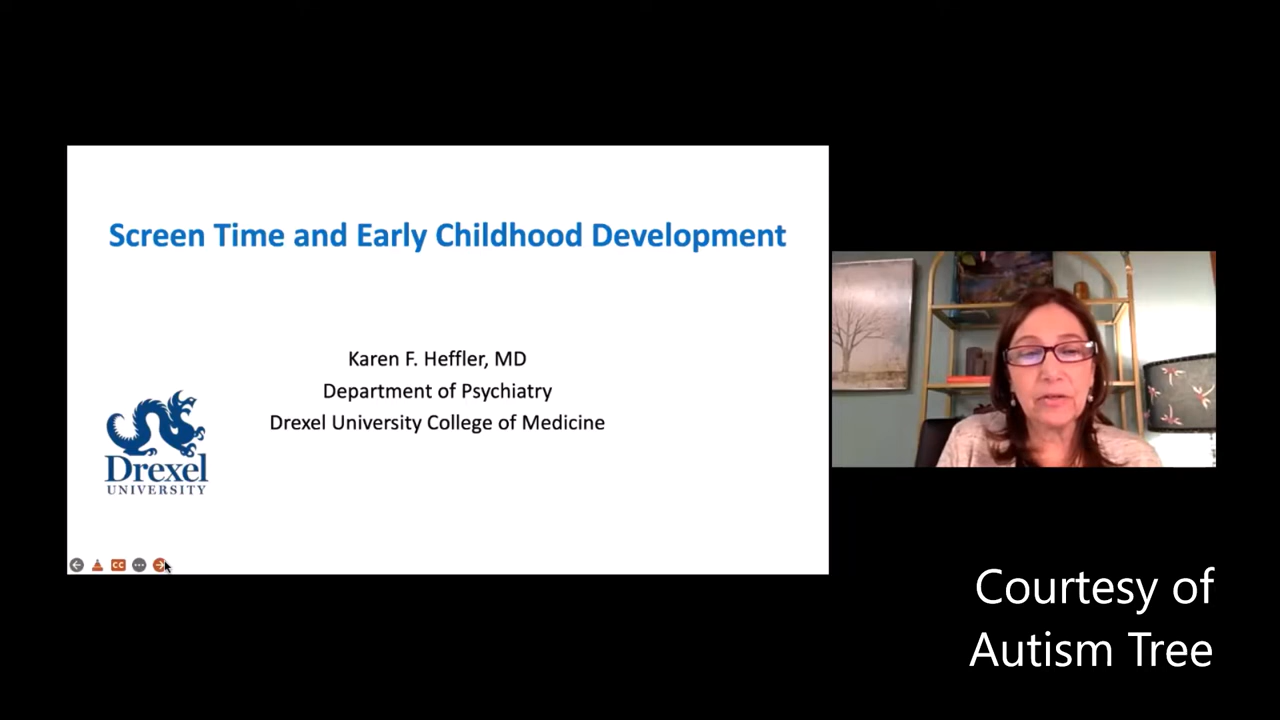 Screen Time and Early Childhood Development
Karen F. Heffler, MD
Department of Psychiatry
Drexel University College of Medicine
Drexel
UNIVERSITY
CC
Courtesy of
Autism Tree